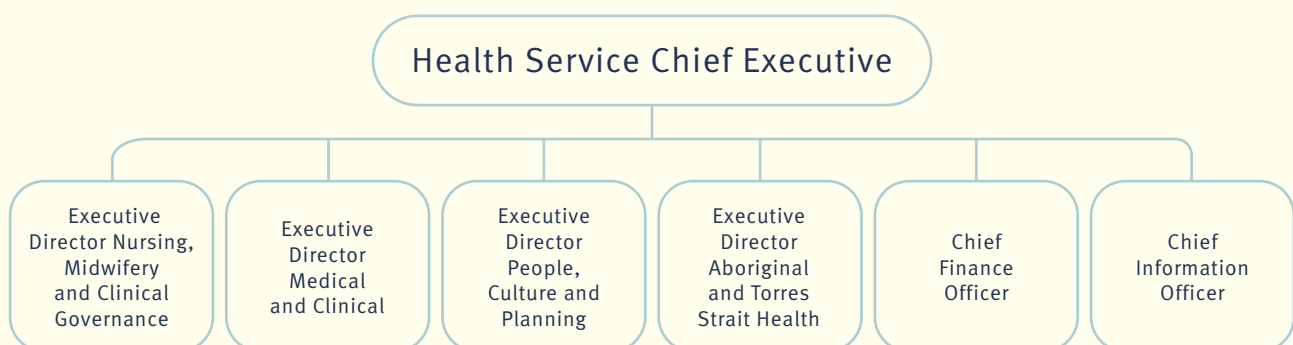 Health Service Chief Executive
Executive
Director Nursing,
Midwifery
and Clinical
Governance
Executive
Director
Medical
and Clinical
Executive
Director
People,
Culture and
Planning
Executive
Director
Aboriginal
and Torres
Strait Health
Chief
Finance
Officer
Chief
Information
Officer